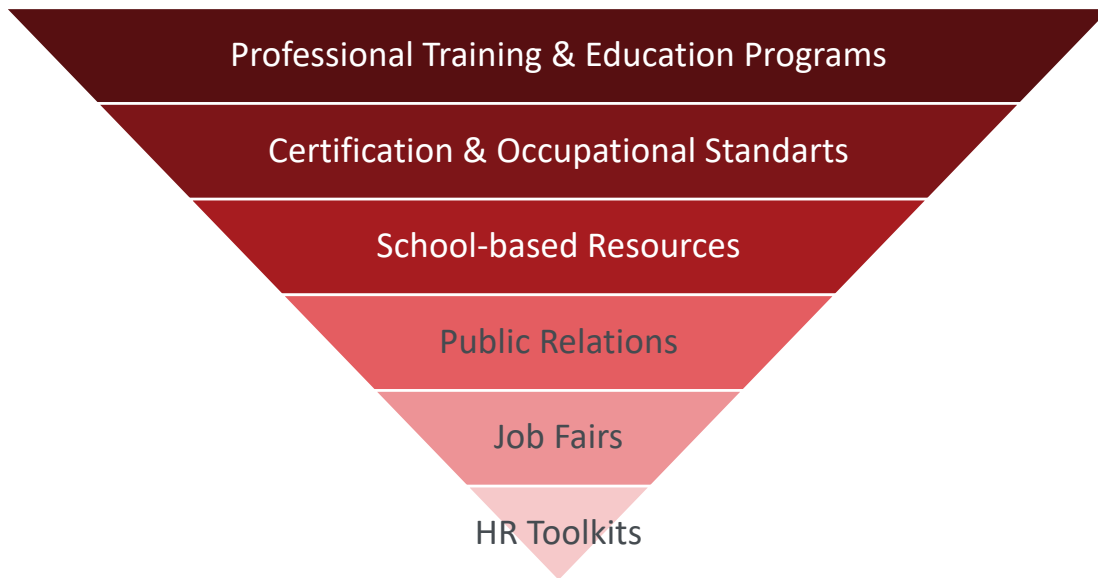 Professional Training & Education Programs
Certification & Occupational Standarts
School-based Resources
Public Relations
Job Fairs
HR Toolkits